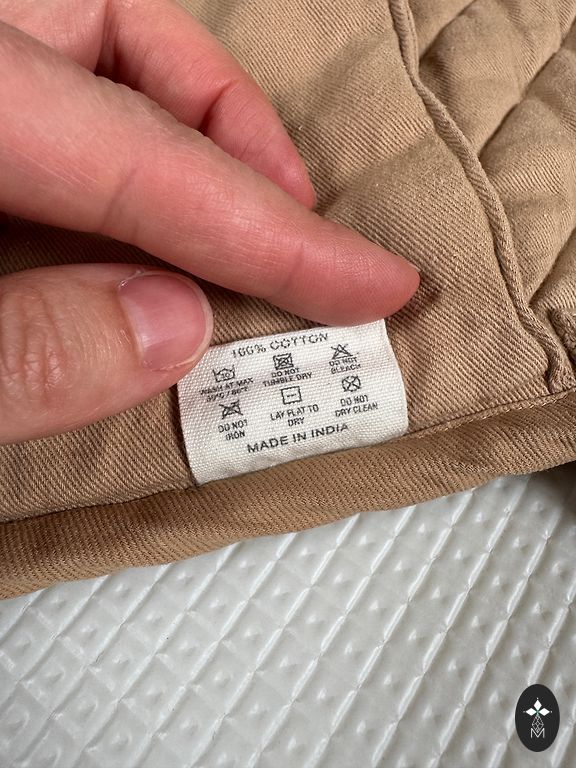 100% COTTON
WASH AT MAX
30°C / 86°F
DO NOT
TUMBLE DRY
DO NOT
BLEACH
DO NOT
IRON
LAY FLAT TO
DRY
DO NOT
DRY CLEAN
MADE IN INDIA
M